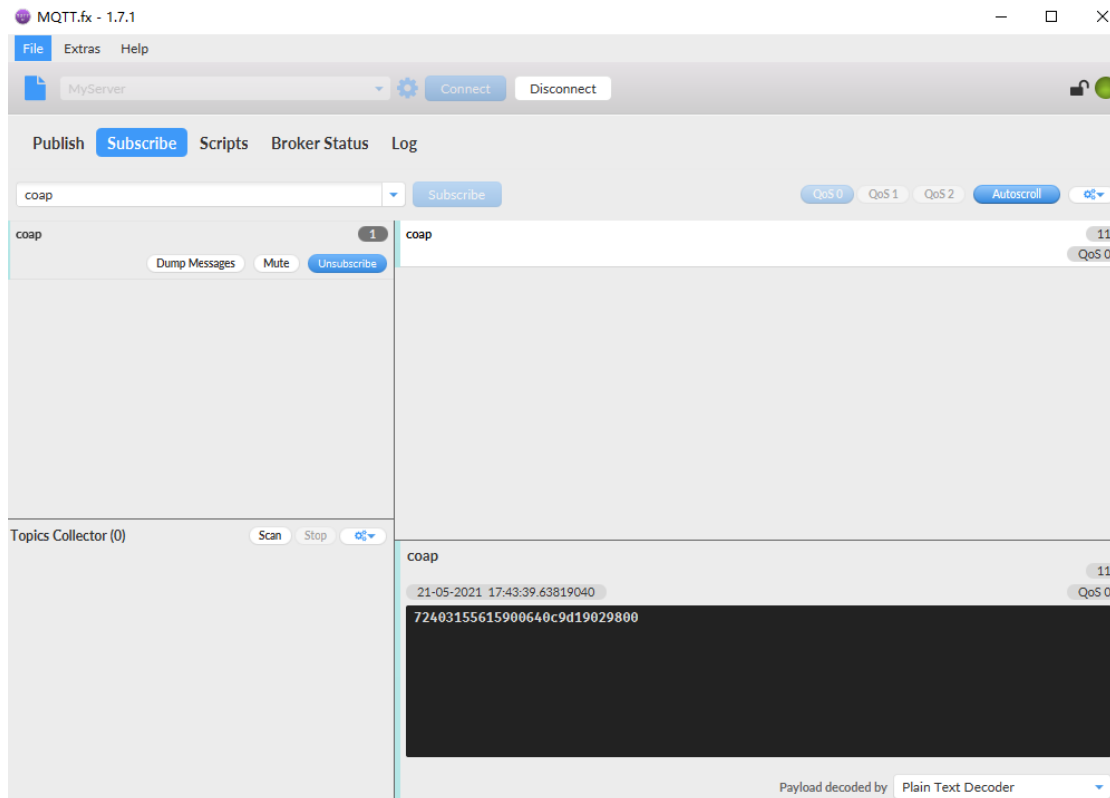 MQTT.fx - 1.7.1
File Extras Help
MyServer Connect Disconnect
Publish Subscribe Scripts Broker Status Log
coap Subscribe QoS 0 QoS 1 QoS 2 Autoscroll
coap 1
Dump Messages Mute Unsubscribe
coap 11
QoS 0
Topics Collector (0) Scan Stop
coap
11
21-05-2021 17:43:39.63819040 QoS 0
72403155615900640c9d19029800
Payload decoded by Plain Text Decoder